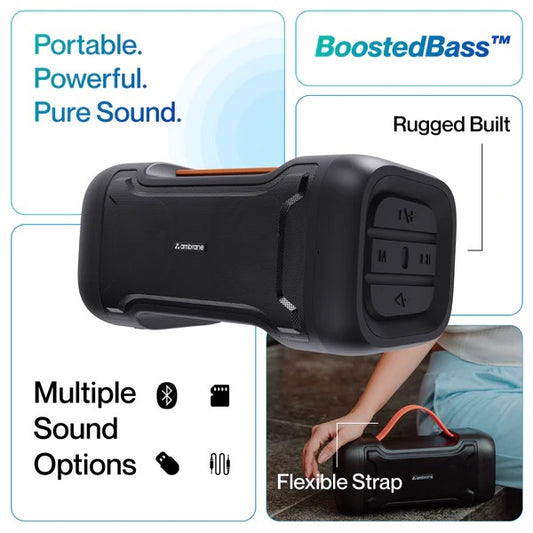 Portable.
Powerful.
Pure Sound.
BoostedBass™
Rugged Built
ambrane
M
Multiple
Sound
Options
Flexible Strap
ambrane